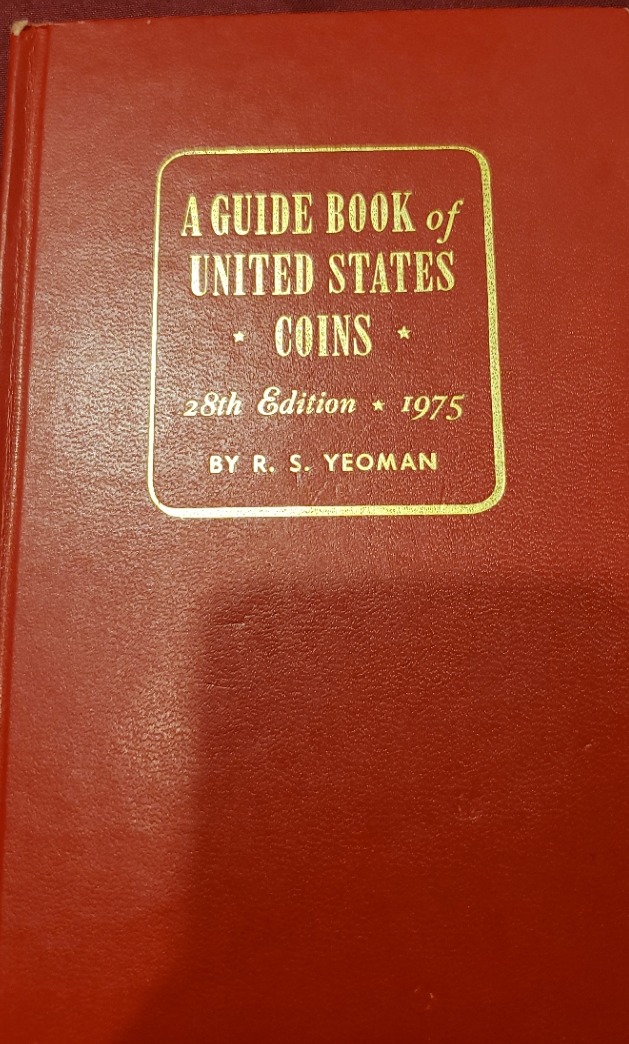 A GUIDE BOOK of
UNITED STATES
★ COINS ★
28th Edition ★ 1975
BY R. S. YEOMAN